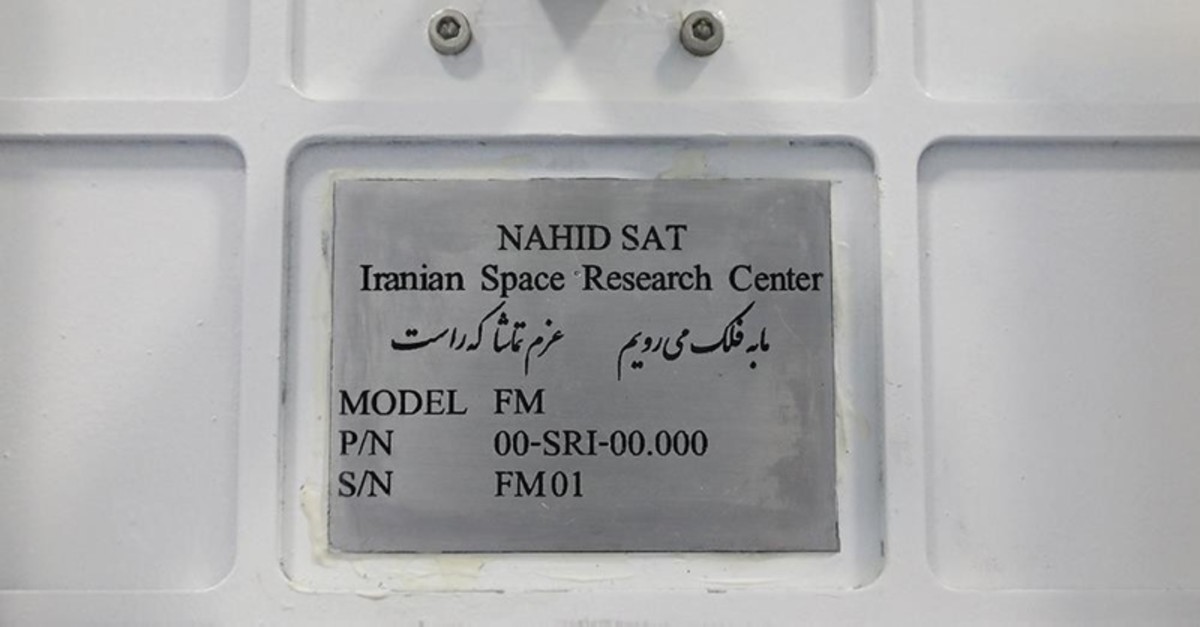 NAHID SAT
Iranian Space Research Center
ما به فلک می رویم عزم تماشا که راست
MODEL FM
P/N 00-SRI-00.000
S/N FM01